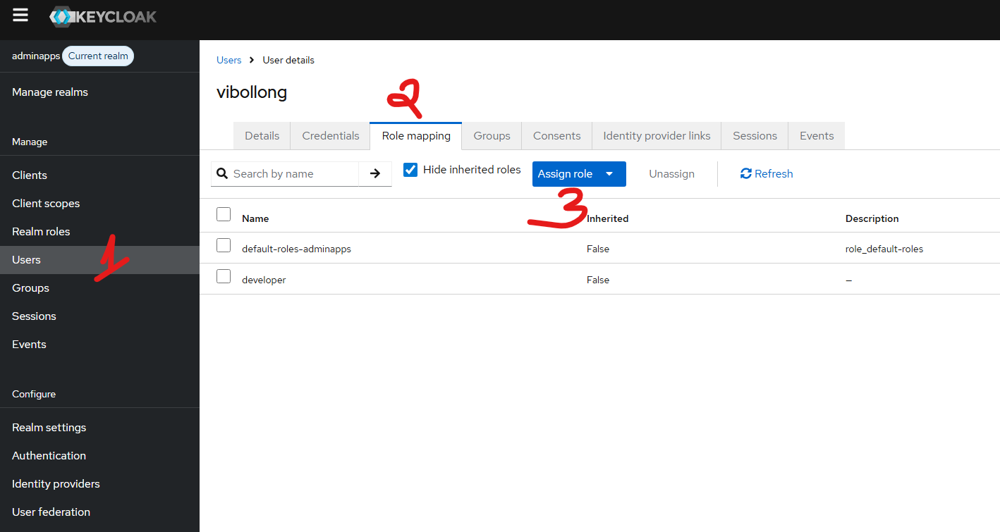 KEYCLOAK
adminapps Current realm
Manage realms
Manage
Clients
Client scopes
Realm roles
Users
Groups
Sessions
Events
Configure
Realm settings
Authentication
Identity providers
User federation
1
Users > User details
vibollong
2
Details Credentials Role mapping Groups Consents Identity provider links Sessions Events
Search by name Hide inherited roles Assign role Unassign Refresh
3
Name Inherited Description
default-roles-adminapps False role_default-roles
developer False –